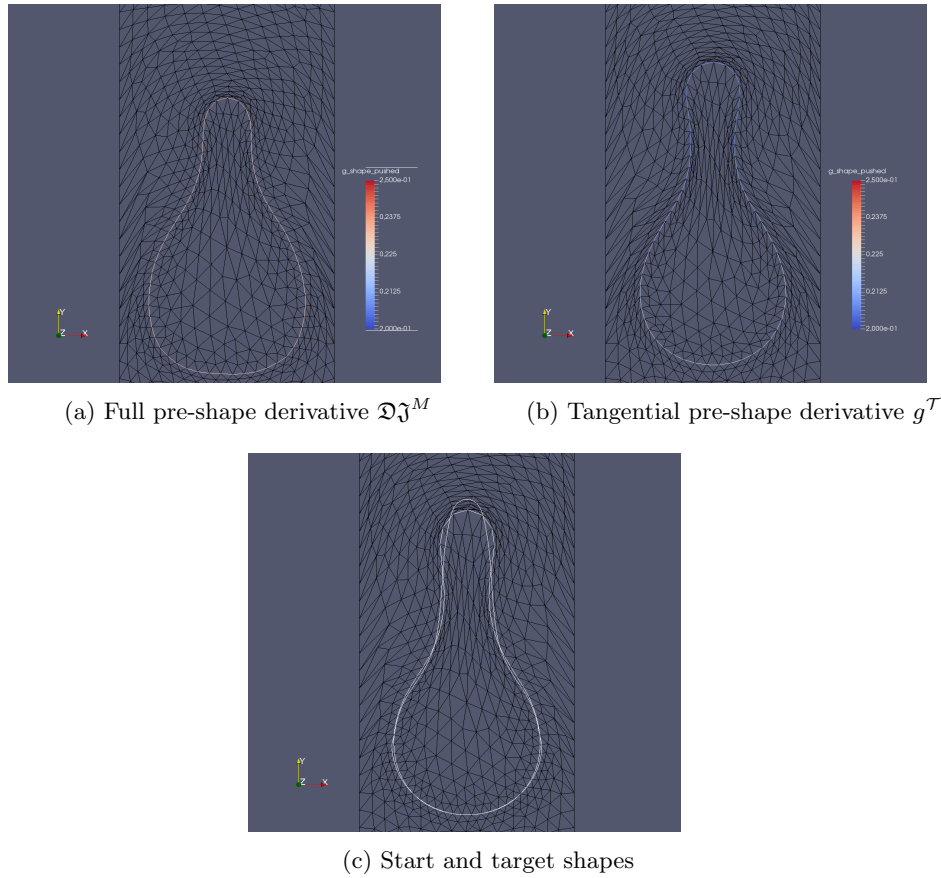 g_shape_pushed
2.500e-01
0.2375
0.225
0.2125
2.000e-01
Y
Z X
g_shape_pushed
2.500e-01
0.2375
0.225
0.2125
2.000e-01
Y
Z X
(a) Full pre-shape derivative 𝔇𝔍^M
(b) Tangential pre-shape derivative g^𝒯
Y
Z X
(c) Start and target shapes